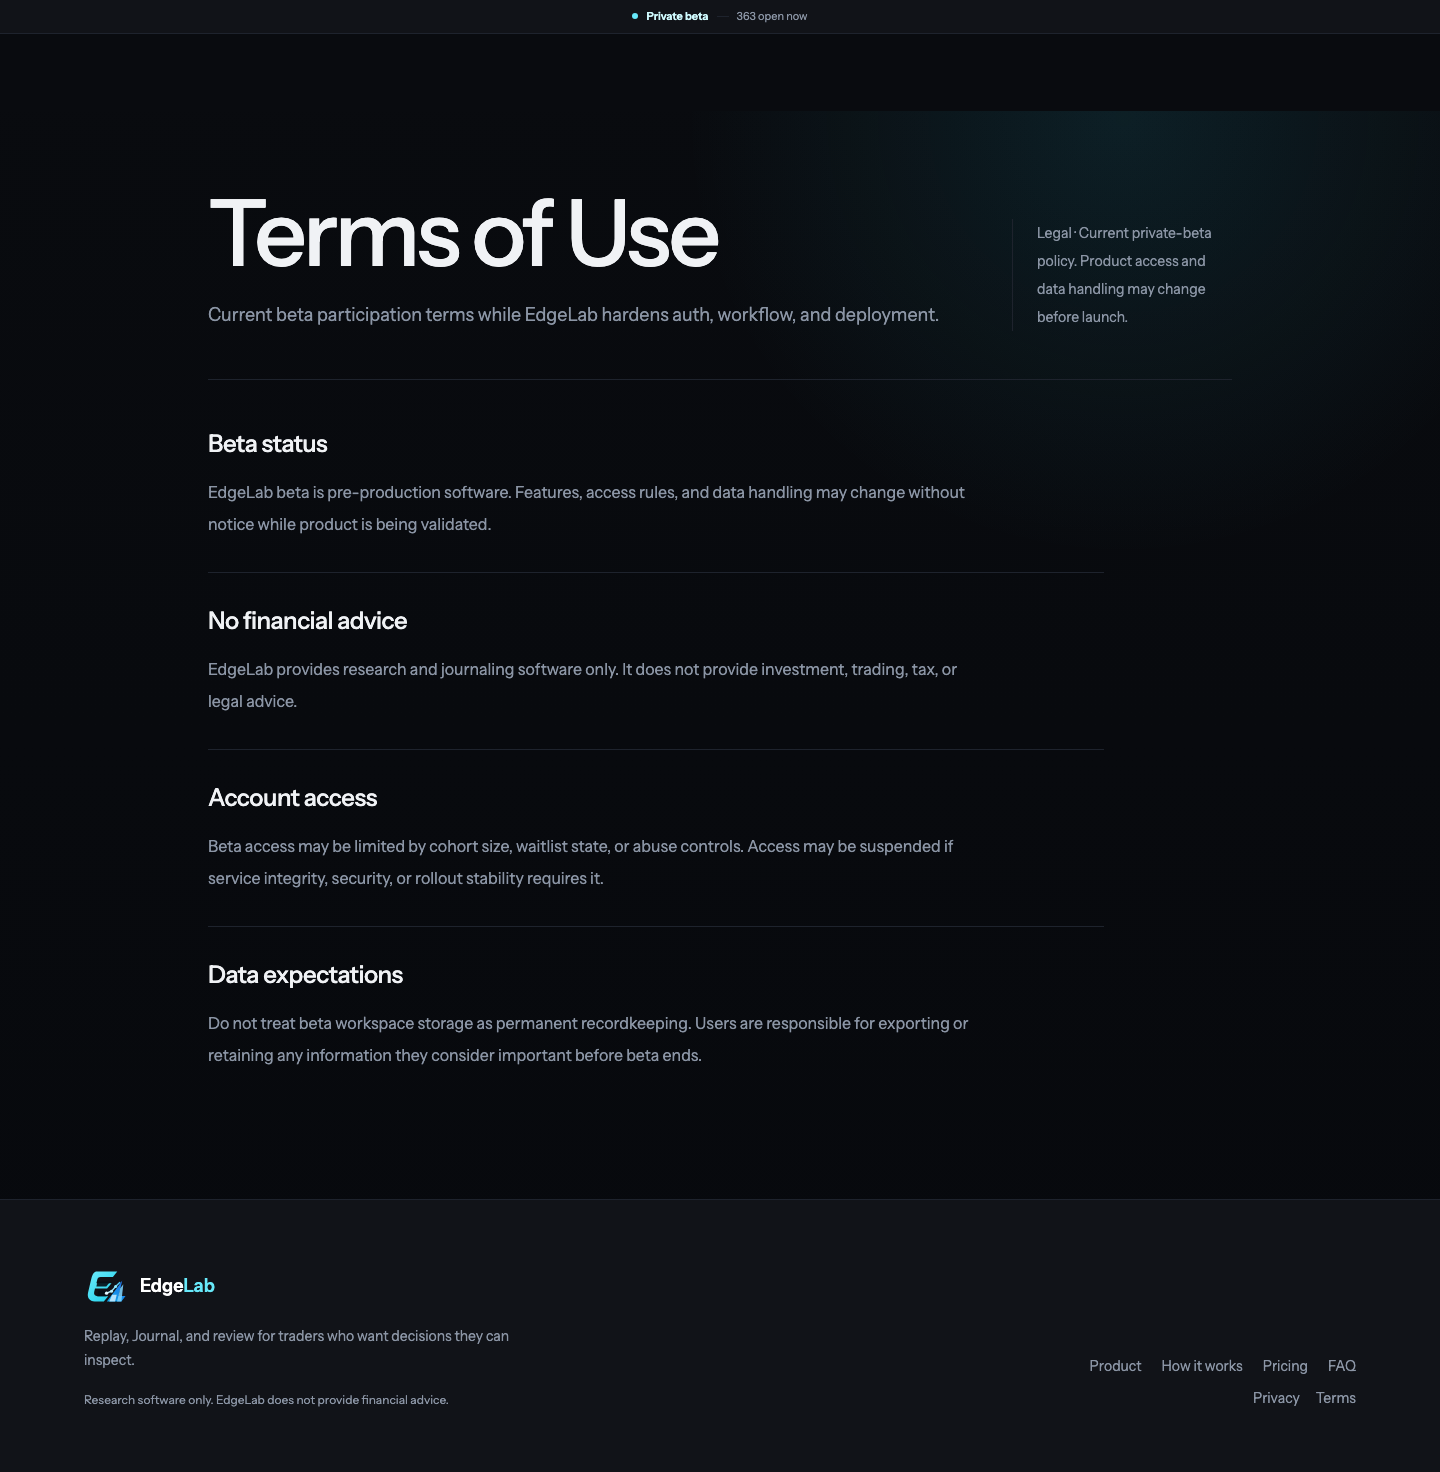 Private beta — 363 open now
Terms of Use
Current beta participation terms while EdgeLab hardens auth, workflow, and deployment.
Legal · Current private-beta
policy. Product access and
data handling may change
before launch.
Beta status
EdgeLab beta is pre-production software. Features, access rules, and data handling may change without
notice while product is being validated.
No financial advice
EdgeLab provides research and journaling software only. It does not provide investment, trading, tax, or
legal advice.
Account access
Beta access may be limited by cohort size, waitlist state, or abuse controls. Access may be suspended if
service integrity, security, or rollout stability requires it.
Data expectations
Do not treat beta workspace storage as permanent recordkeeping. Users are responsible for exporting or
retaining any information they consider important before beta ends.
EdgeLab
Replay, Journal, and review for traders who want decisions they can
inspect.
Research software only. EdgeLab does not provide financial advice.
Product How it works Pricing FAQ
Privacy Terms